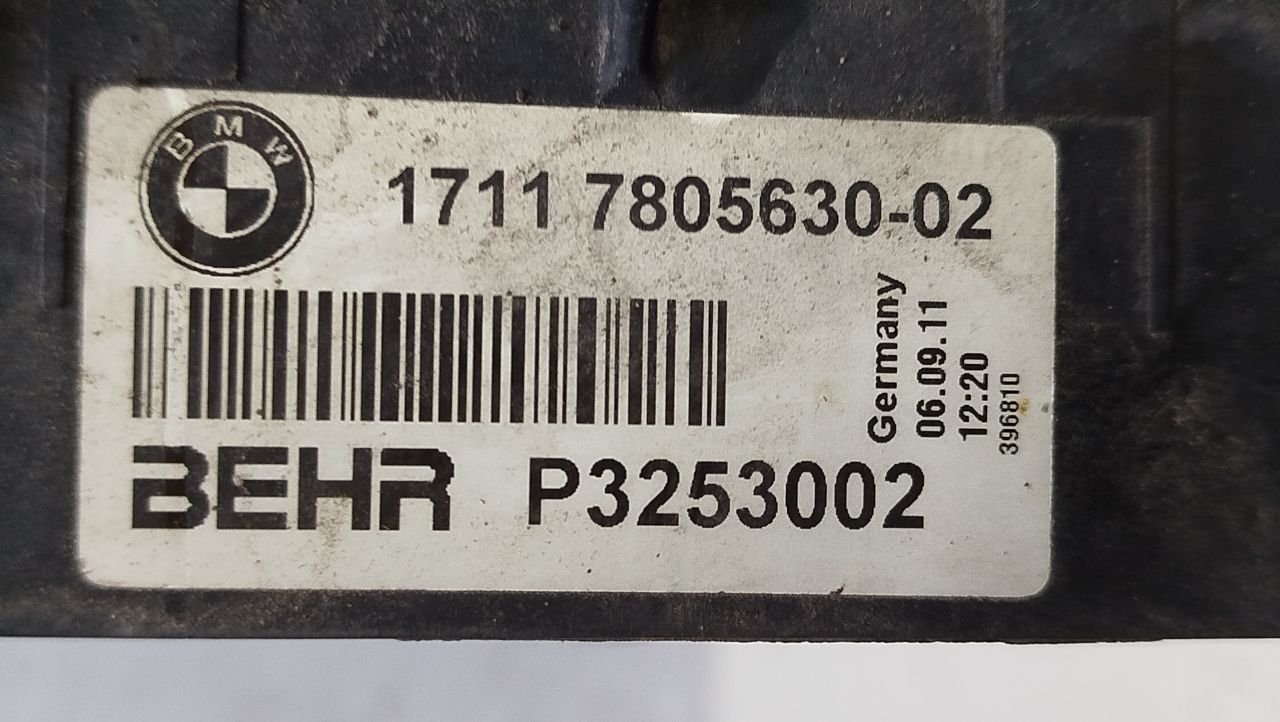 BMW
1711 7805630-02
Germany
06.09.11
12:20
396810
BEHR P3253002